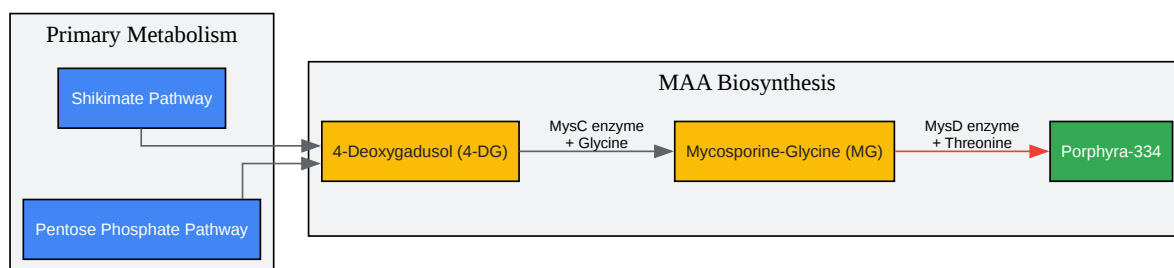 Primary Metabolism
Shikimate Pathway
Pentose Phosphate Pathway
MAA Biosynthesis
4-Deoxygadusol (4-DG)
MysC enzyme
+ Glycine
Mycosporine-Glycine (MG)
MysD enzyme
+ Threonine
Porphyra-334